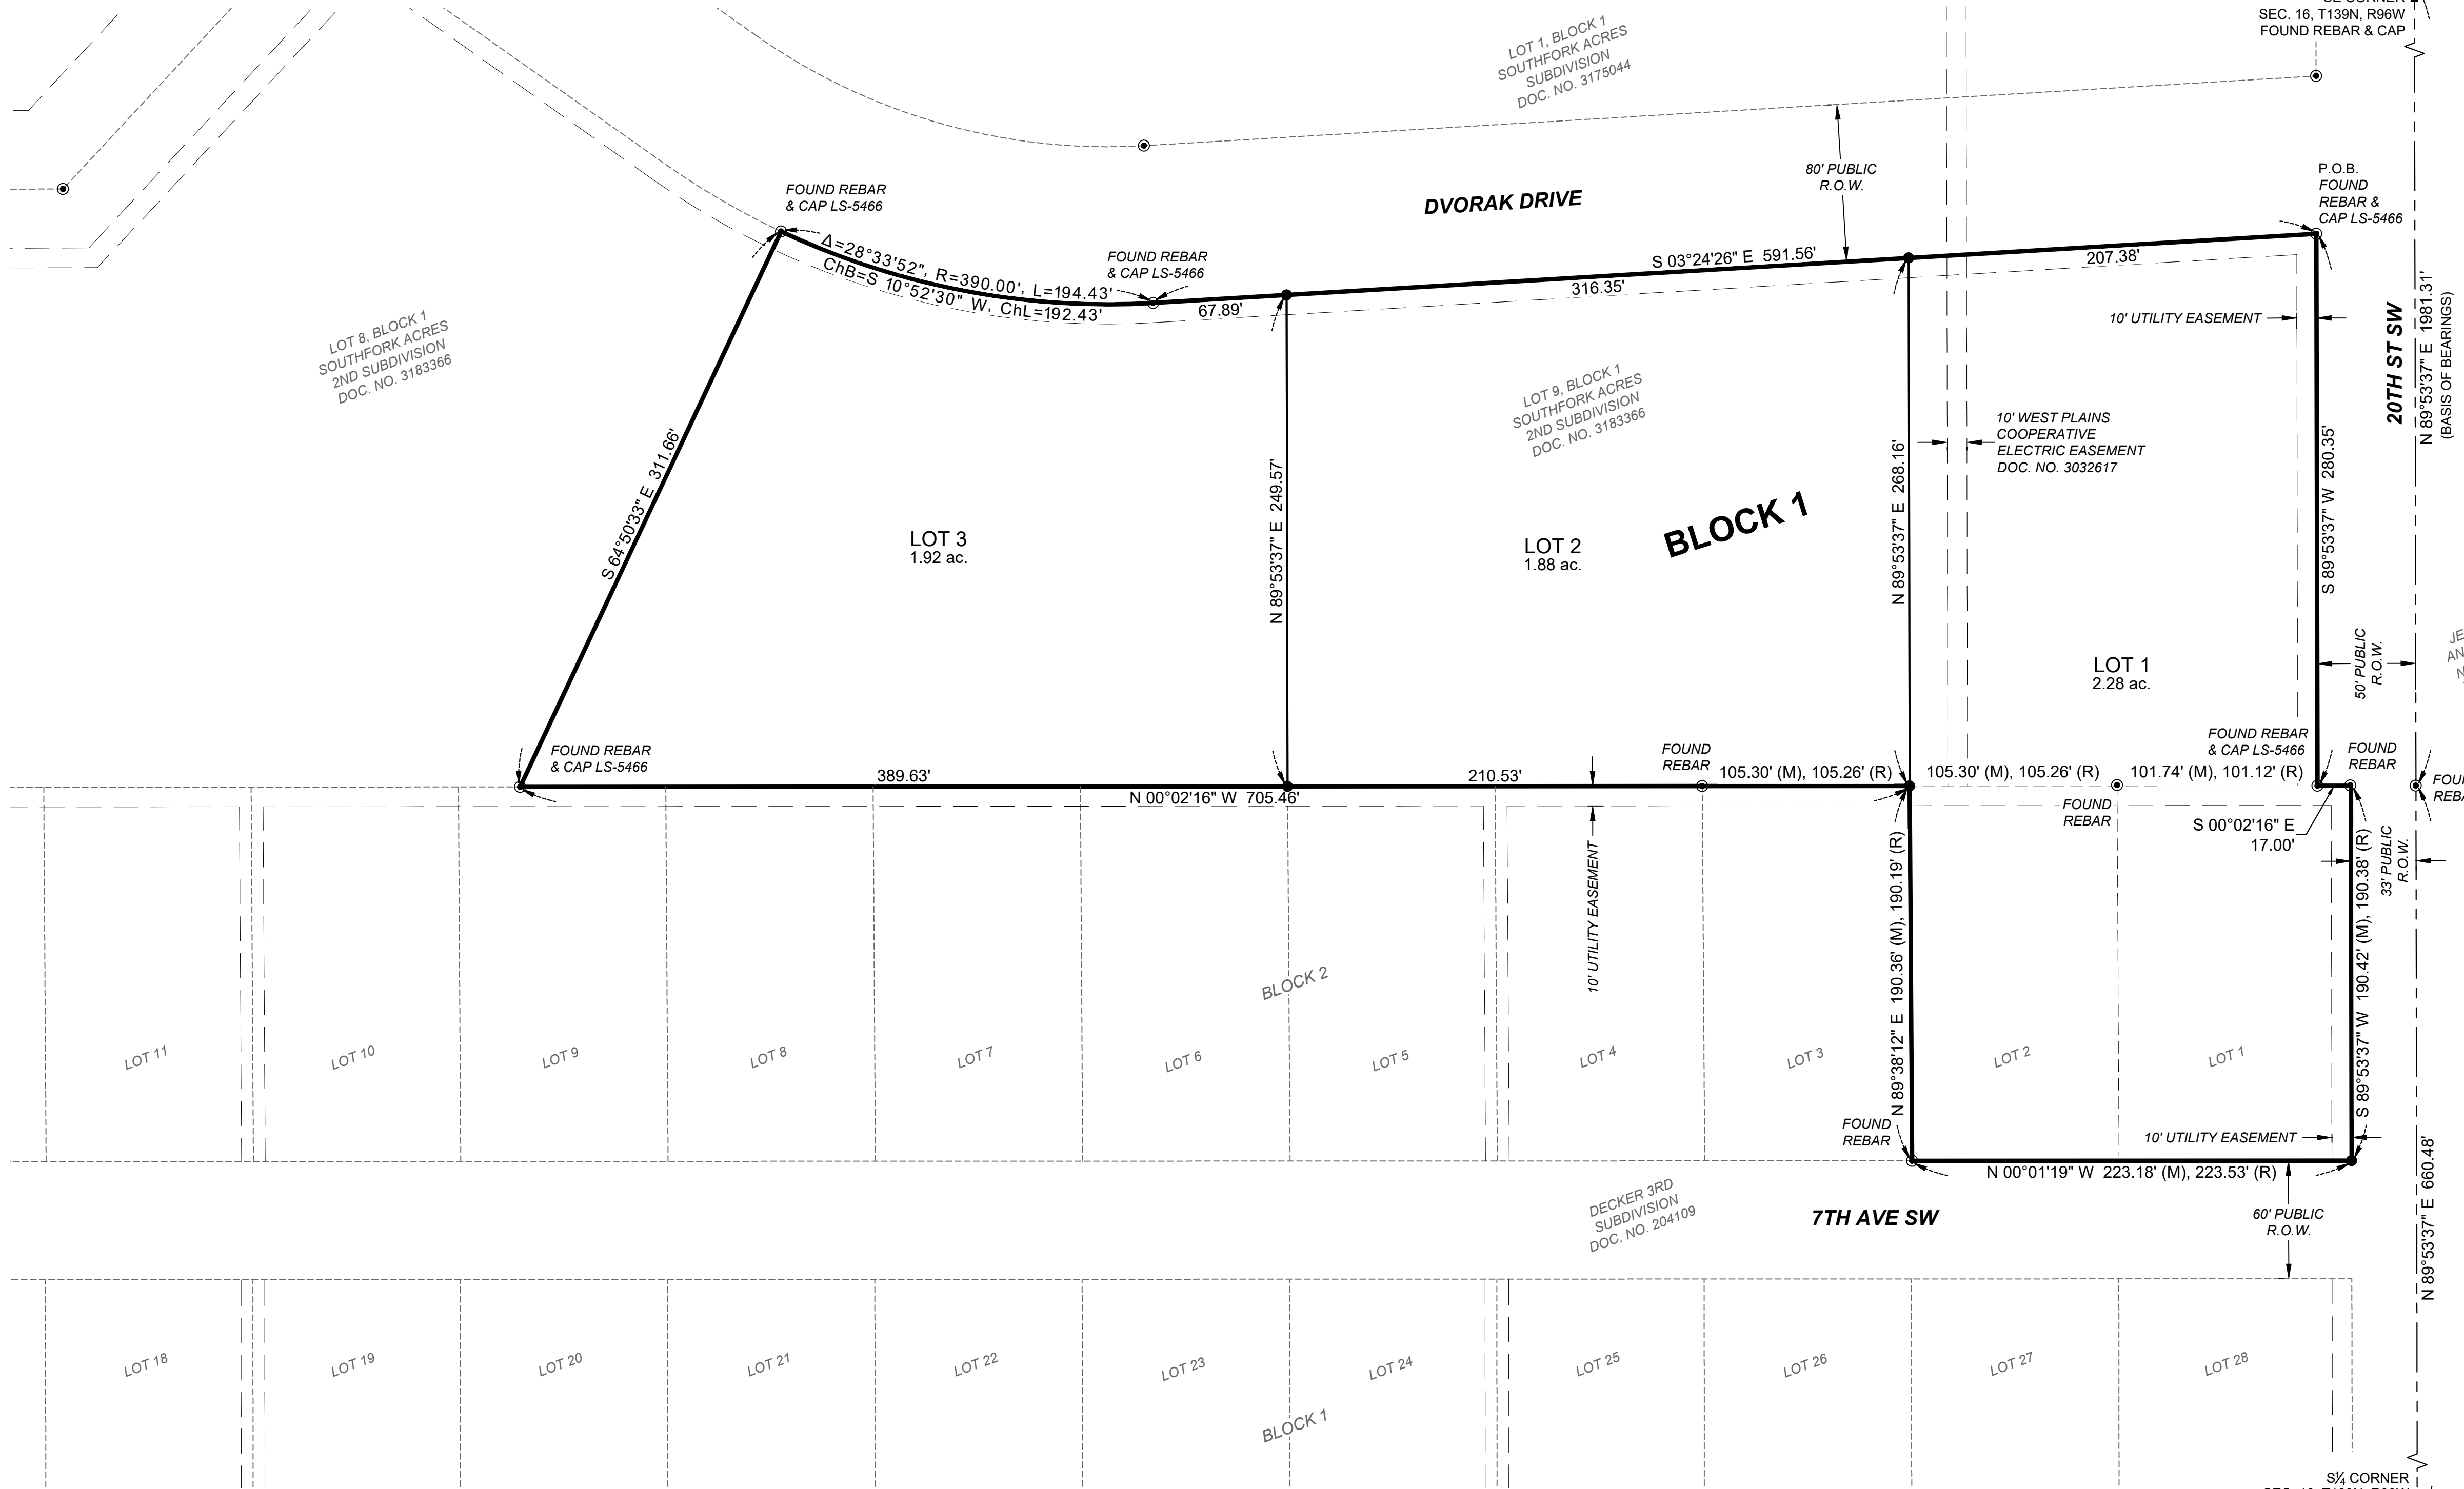 SEC. 16, T139N, R96W
FOUND REBAR & CAP
LOT 1, BLOCK 1
SOUTHFORK ACRES
SUBDIVISION
DOC. NO. 3175044
80' PUBLIC
R.O.W.
DVORAK DRIVE
P.O.B.
FOUND
REBAR &
CAP LS-5466
FOUND REBAR
& CAP LS-5466
Δ=28°33'52", R=390.00', L=194.43'
ChB=S 10°52'30" W, ChL=192.43'
FOUND REBAR
& CAP LS-5466
67.89'
S 03°24'26" E 591.56'
316.35'
207.38'
10' UTILITY EASEMENT
20TH ST SW
N 89°53'37" E 1981.31'
(BASIS OF BEARINGS)
LOT 8, BLOCK 1
SOUTHFORK ACRES
2ND SUBDIVISION
DOC. NO. 3183366
LOT 9, BLOCK 1
SOUTHFORK ACRES
2ND SUBDIVISION
DOC. NO. 3183366
10' WEST PLAINS
COOPERATIVE
ELECTRIC EASEMENT
DOC. NO. 3032617
S 64°50'33" E 311.66'
N 89°53'37" E 249.57'
N 89°53'37" E 268.16'
S 89°53'37" W 280.35'
BLOCK 1
LOT 3
1.92 ac.
LOT 2
1.88 ac.
LOT 1
2.28 ac.
50' PUBLIC
R.O.W.
FOUND REBAR
& CAP LS-5466
389.63'
N 00°02'16" W 705.46'
210.53'
FOUND
REBAR
105.30' (M), 105.26' (R)
105.30' (M), 105.26' (R)
101.74' (M), 101.12' (R)
FOUND REBAR
& CAP LS-5466
FOUND
REBAR
FOUND
REBAR
S 00°02'16" E
17.00'
33' PUBLIC
R.O.W.
10' UTILITY EASEMENT
N 89°38'12" E 190.36' (M), 190.19' (R)
S 89°53'37" W 190.42' (M), 190.38' (R)
BLOCK 2
LOT 11
LOT 10
LOT 9
LOT 8
LOT 7
LOT 6
LOT 5
LOT 4
LOT 3
LOT 2
LOT 1
FOUND
REBAR
10' UTILITY EASEMENT
N 00°01'19" W 223.18' (M), 223.53' (R)
DECKER 3RD
SUBDIVISION
DOC. NO. 204109
7TH AVE SW
60' PUBLIC
R.O.W.
N 89°53'37" E 660.48'
LOT 18
LOT 19
LOT 20
LOT 21
LOT 22
LOT 23
LOT 24
LOT 25
LOT 26
LOT 27
LOT 28
BLOCK 1
S¼ CORNER